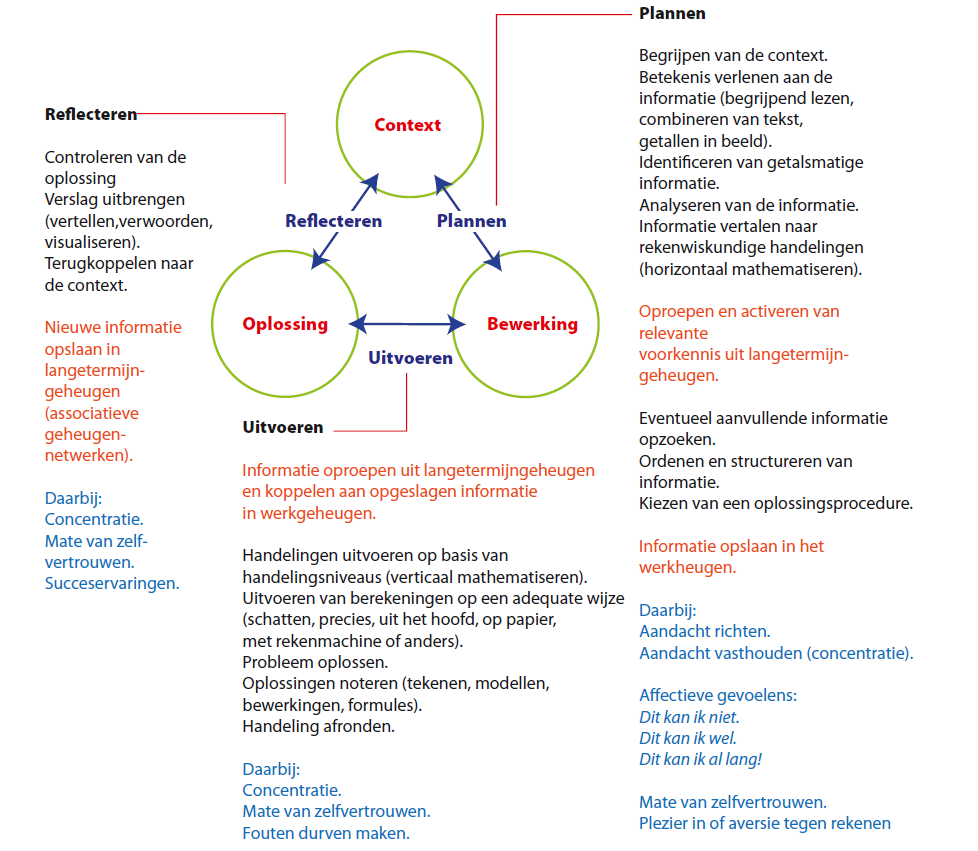 Plannen
Begrijpen van de context.
Betekenis verlenen aan de
informatie (begrijpend lezen,
combineren van tekst,
getallen in beeld).
Identificeren van getalsmatige
informatie.
Analyseren van de informatie.
Informatie vertalen naar
rekenwiskundige handelingen
(horizontaal mathematiseren).
Oproepen en activeren van
relevante
voorkennis uit langetermijn-
geheugen.
Eventueel aanvullende informatie
opzoeken.
Ordenen en structureren van
informatie.
Kiezen van een oplossingsprocedure.
Informatie opslaan in het
werkheugen.
Daarbij:
Aandacht richten.
Aandacht vasthouden (concentratie).
Affectieve gevoelens:
Dit kan ik niet.
Dit kan ik wel.
Dit kan ik al lang!
Mate van zelfvertrouwen.
Plezier in of aversie tegen rekenen
Context
Reflecteren
Plannen
Oplossing
Bewerking
Uitvoeren
Reflecteren
Controleren van de
oplossing
Verslag uitbrengen
(vertellen,verwoorden,
visualiseren).
Terugkoppelen naar
de context.
Nieuwe informatie
opslaan in
langetermijn-
geheugen
(associatieve
geheugen-
netwerken).
Daarbij:
Concentratie.
Mate van zelf-
vertrouwen.
Succeservaringen.
Uitvoeren
Informatie oproepen uit langetermijngeheugen
en koppelen aan opgeslagen informatie
in werkgeheugen.
Handelingen uitvoeren op basis van
handelingsniveaus (verticaal mathematiseren).
Uitvoeren van berekeningen op een adequate wijze
(schatten, precies, uit het hoofd, op papier,
met rekenmachine of anders).
Probleem oplossen.
Oplossingen noteren (tekenen, modellen,
bewerkingen, formules).
Handeling afronden.
Daarbij:
Concentratie.
Mate van zelfvertrouwen.
Fouten durven maken.